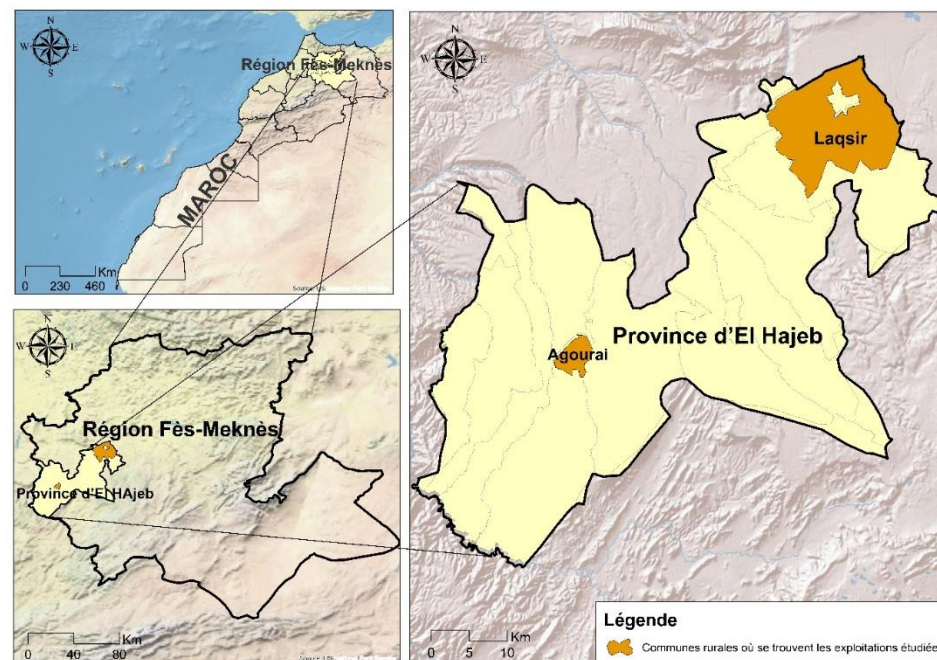 N
W E
S
Région Fès-Meknès
MAROC
Km
0 230 460
N
W E
S
Région Fès-Meknès
Province d'El HAjeb
Km
0 40 80
N
W E
S
Laqsir
Province d'El Hajeb
Agourai
Km
0 5 10
Légende
Communes rurales où se trouvent les exploitations étudiée